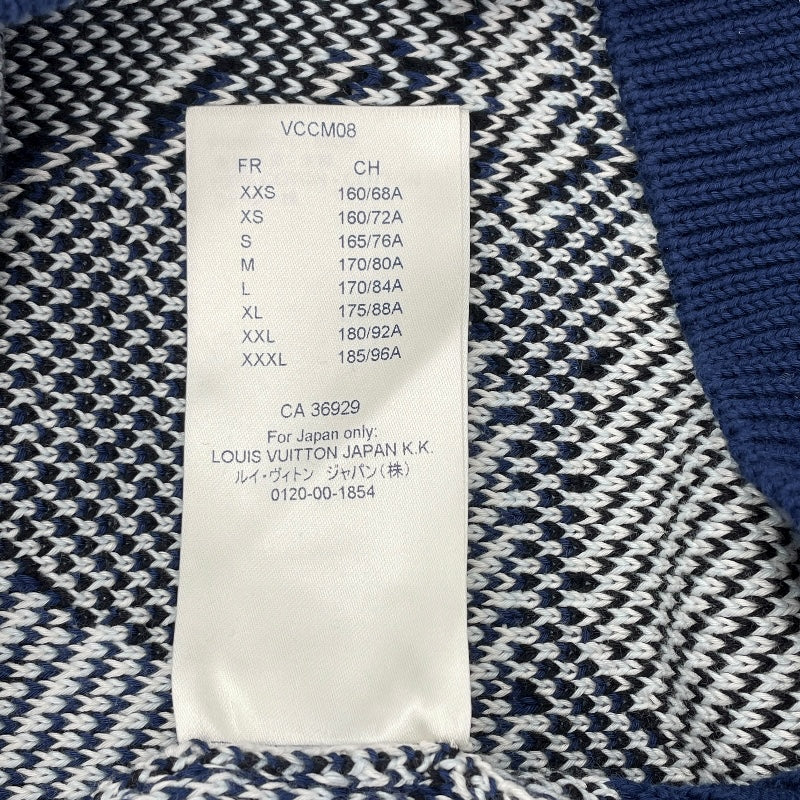 VCCM08
FR CH
XXS 160/68A
XS 160/72A
S 165/76A
M 170/80A
L 170/84A
XL 175/88A
XXL 180/92A
XXXL 185/96A
CA 36929
For Japan only:
LOUIS VUITTON JAPAN K.K.
ルイ・ヴィトン ジャパン(株)
0120-00-1854